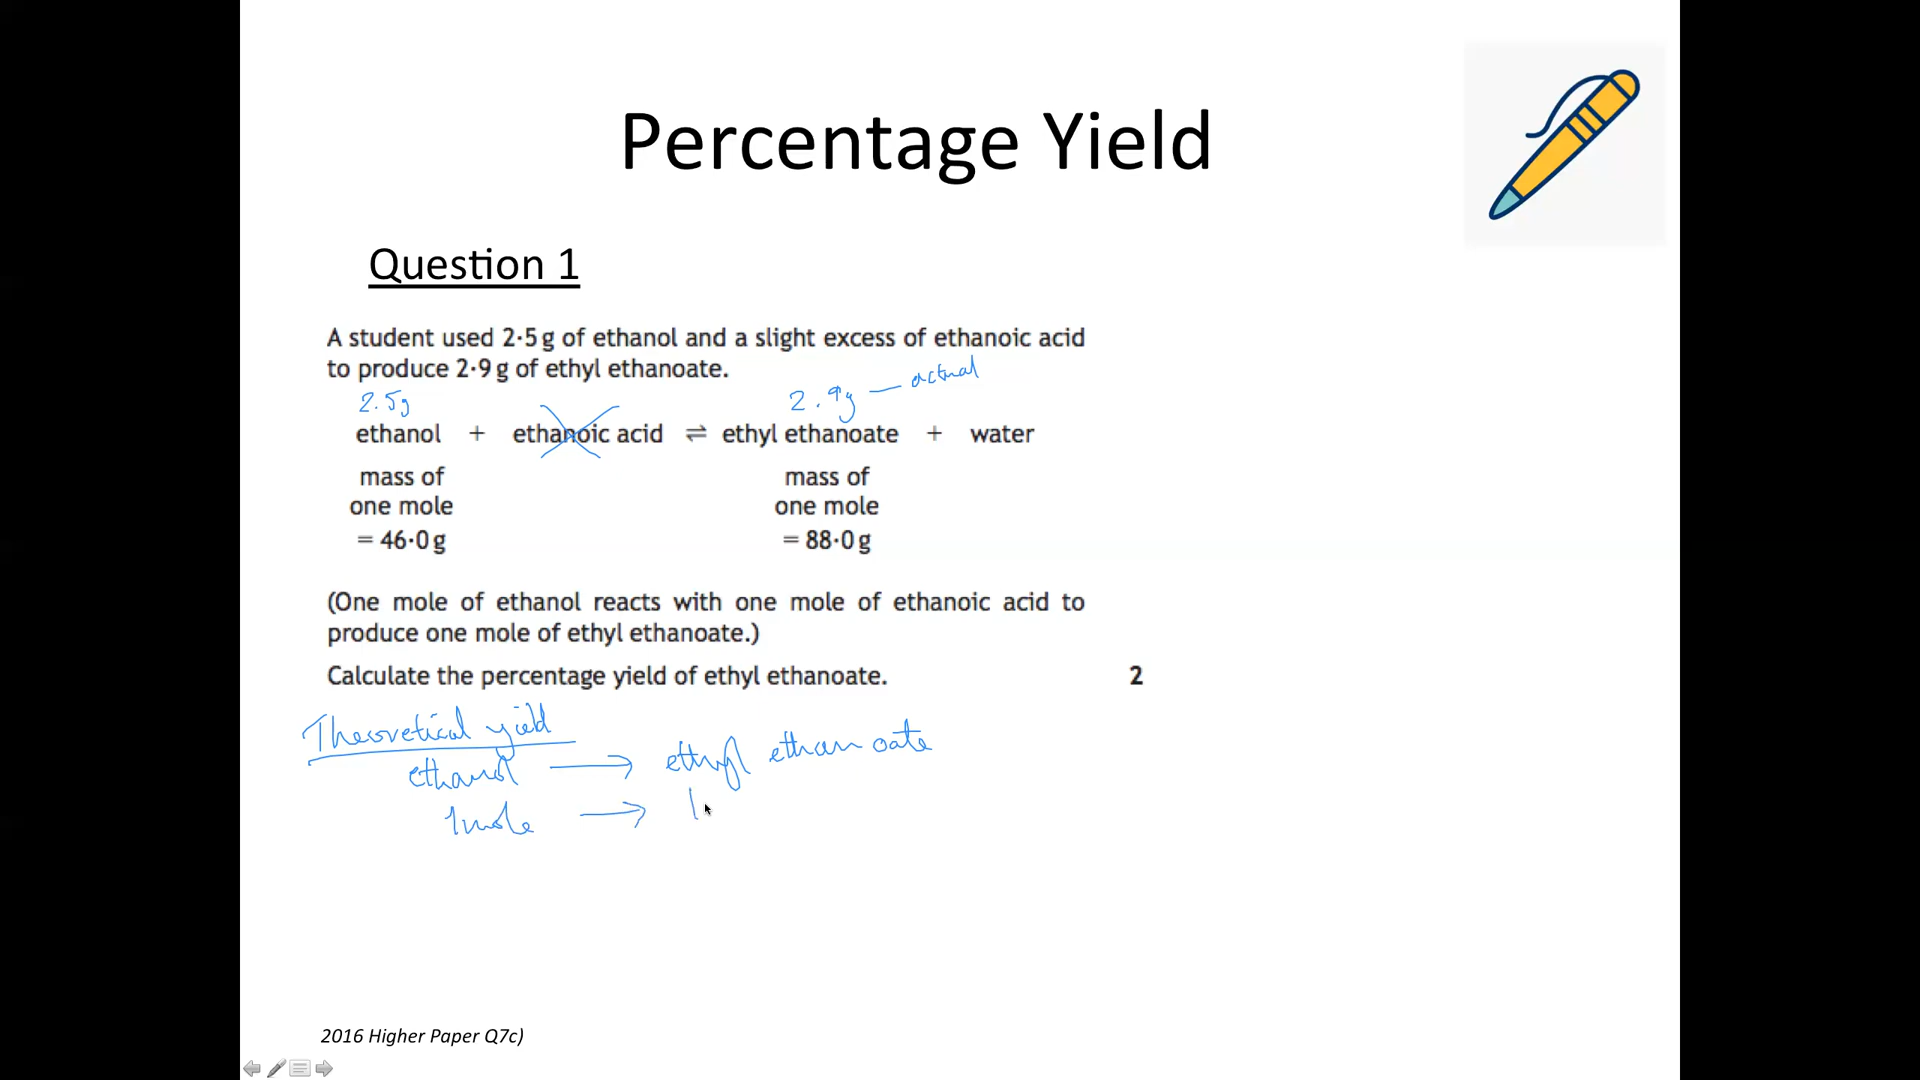 Percentage Yield
Question 1
A student used 2·5 g of ethanol and a slight excess of ethanoic acid
to produce 2·9 g of ethyl ethanoate.
2.5g 2.9g — actual
ethanol + ethanoic acid ⇌ ethyl ethanoate + water
mass of mass of
one mole one mole
= 46·0 g = 88·0 g
(One mole of ethanol reacts with one mole of ethanoic acid to
produce one mole of ethyl ethanoate.)
Calculate the percentage yield of ethyl ethanoate. 2
Theoretical yield
ethanol → ethyl ethanoate
1mole → 1
2016 Higher Paper Q7c)